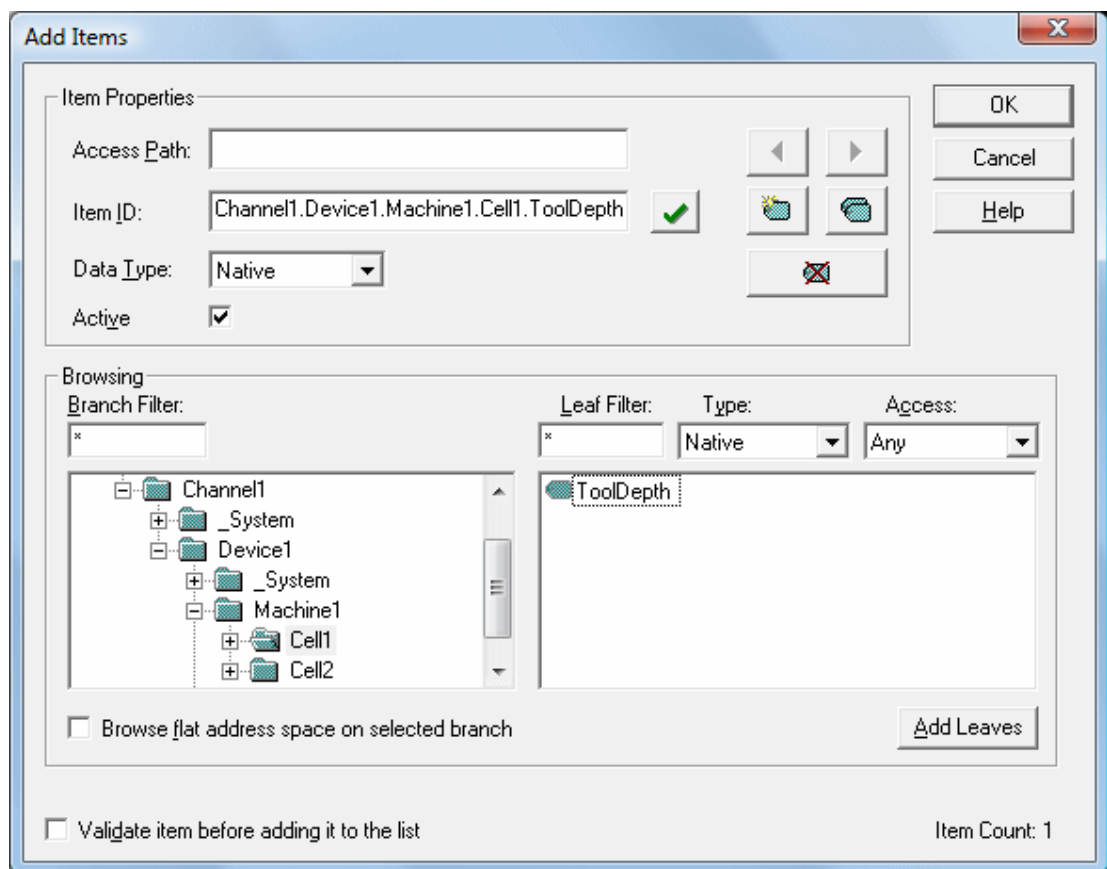 Add Items
Item Properties
OK
Access Path:
Cancel
Item ID: Channel1.Device1.Machine1.Cell1.ToolDepth
Help
Data Type: Native
Active
Browsing
Branch Filter: Leaf Filter: Type: Access:
* * Native Any
Channel1 ToolDepth
_System
Device1
_System
Machine1
Cell1
Cell2
Browse flat address space on selected branch Add Leaves
Validate item before adding it to the list Item Count: 1